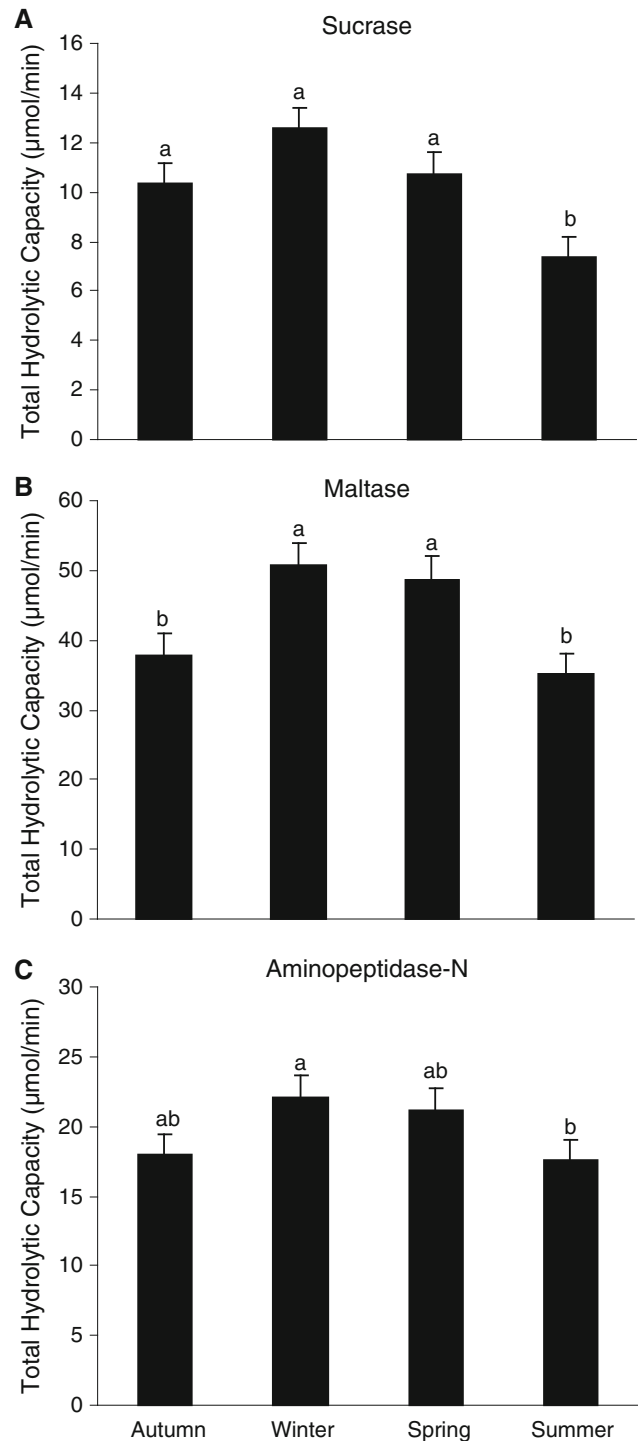 A
Sucrase
Total Hydrolytic Capacity (μmol/min)
16
14
12
10
8
6
4
2
0
a
a
a
b
B
Maltase
Total Hydrolytic Capacity (μmol/min)
60
50
40
30
20
10
0
b
a
a
b
C
Aminopeptidase-N
Total Hydrolytic Capacity (μmol/min)
30
25
20
15
10
5
0
ab
a
ab
b
Autumn Winter Spring Summer